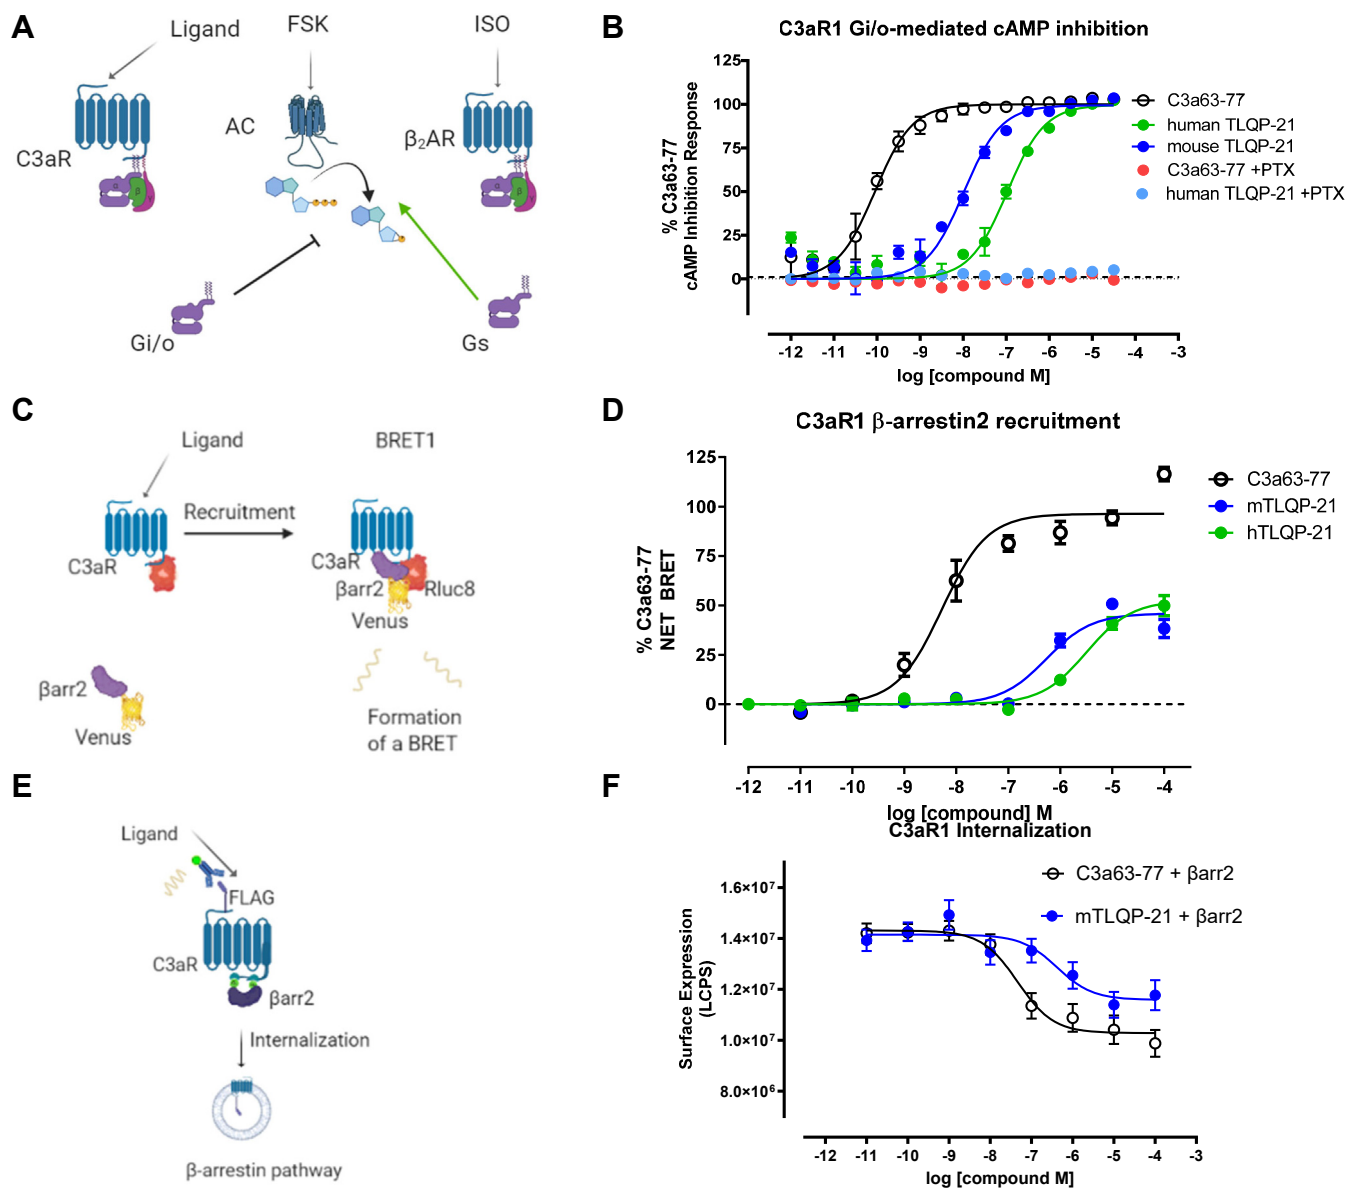 A
Ligand
FSK
ISO
AC
C3aR
β2AR
Gi/o
Gs
B
C3aR1 Gi/o-mediated cAMP inhibition
% C3a63-77
cAMP Inhibition Response
125
100
75
50
25
0
-12 -11 -10 -9 -8 -7 -6 -5 -4 -3
log [compound M]
C3a63-77
human TLQP-21
mouse TLQP-21
C3a63-77 +PTX
human TLQP-21 +PTX
C
Ligand
BRET1
Recruitment
C3aR
C3aR
βarr2
Rluc8
Venus
βarr2
Venus
Formation
of a BRET
D
C3aR1 β-arrestin2 recruitment
% C3a63-77
NET BRET
125
100
75
50
25
0
-12 -11 -10 -9 -8 -7 -6 -5 -4
log [compound] M
C3a63-77
mTLQP-21
hTLQP-21
E
Ligand
FLAG
C3aR
βarr2
Internalization
β-arrestin pathway
F
C3aR1 Internalization
Surface Expression
(LCPS)
1.6×10⁷
1.4×10⁷
1.2×10⁷
1.0×10⁷
8.0×10⁶
-12 -11 -10 -9 -8 -7 -6 -5 -4 -3
log [compound M]
C3a63-77 + βarr2
mTLQP-21 + βarr2